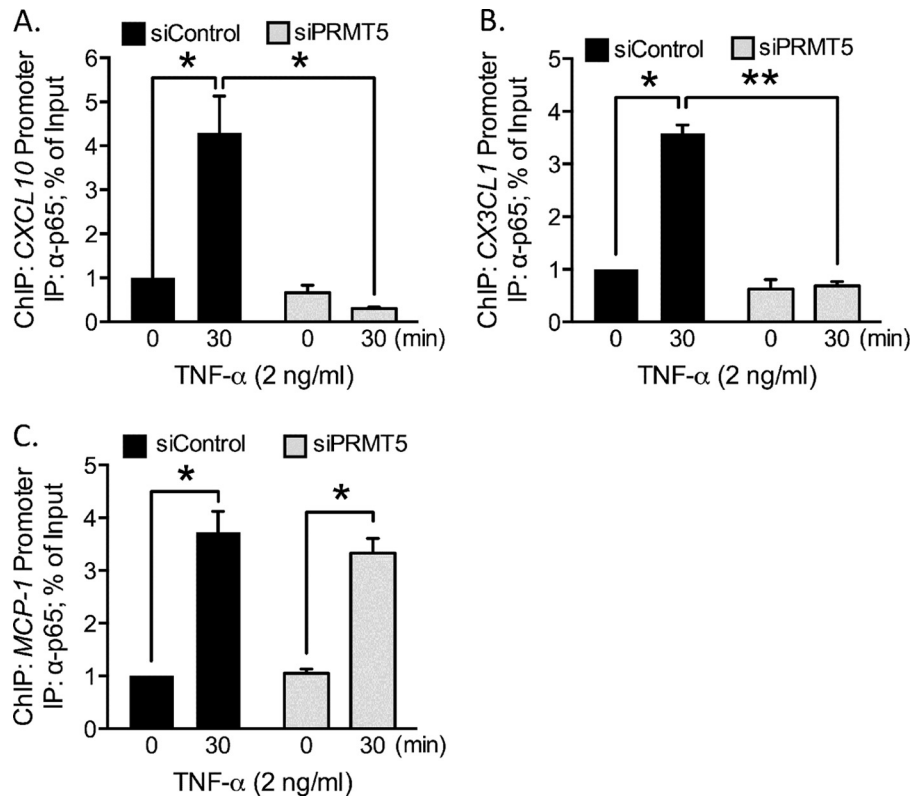 A.
siControl siPRMT5
ChIP: CXCL10 Promoter
IP: α-p65; % of Input
6
5
4
3
2
1
0
* *
0 30 0 30 (min)
TNF-α (2 ng/ml)
B.
siControl siPRMT5
ChIP: CX3CL1 Promoter
IP: α-p65; % of Input
5
4
3
2
1
0
* **
0 30 0 30 (min)
TNF-α (2 ng/ml)
C.
siControl siPRMT5
ChIP: MCP-1 Promoter
IP: α-p65; % of Input
5
4
3
2
1
0
* *
0 30 0 30 (min)
TNF-α (2 ng/ml)